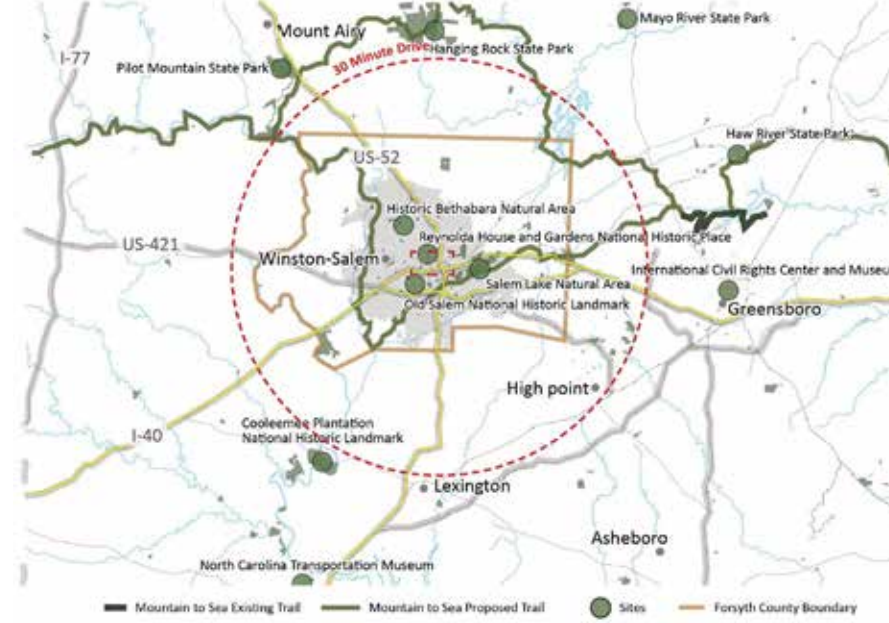 Mount Airy
Mayo River State Park
Hanging Rock State Park
30 Minute Drive
I-77
Pilot Mountain State Park
Haw River State Park
US-52
Historic Bethabara Natural Area
Reynolda House and Gardens National Historic Place
US-421
Winston-Salem
International Civil Rights Center and Museu
Salem Lake Natural Area
Old Salem National Historic Landmark
Greensboro
High point
Cooleemee Plantation
National Historic Landmark
I-40
Lexington
Asheboro
North Carolina Transportation Museum
Mountain to Sea Existing Trail
Mountain to Sea Proposed Trail
Sites
Forsyth County Boundary